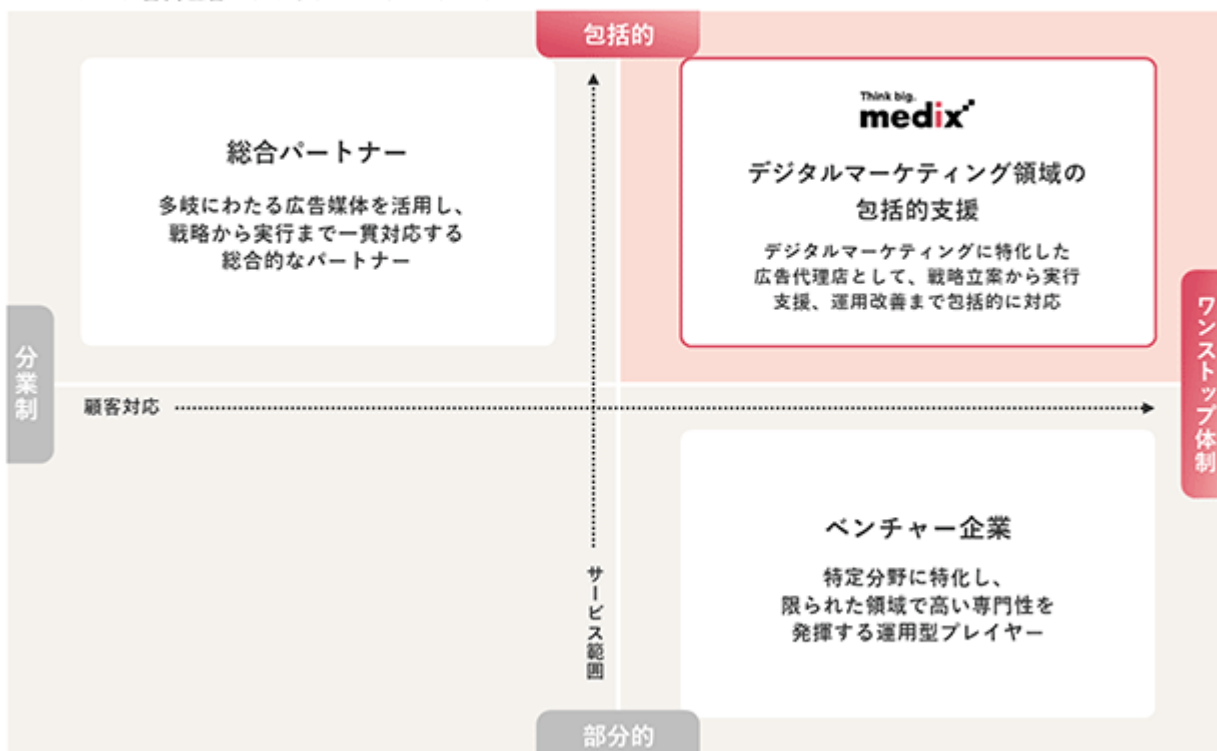 包括的
総合パートナー
多岐にわたる広告媒体を活用し、
戦略から実行まで一貫対応する
総合的なパートナー
Think big.
medix
デジタルマーケティング領域の
包括的支援
デジタルマーケティングに特化した
広告代理店として、戦略立案から実行
支援、運用改善まで包括的に対応
分業制
顧客対応
ワンストップ体制
サービス範囲
ベンチャー企業
特定分野に特化し、
限られた領域で高い専門性を
発揮する運用型プレイヤー
部分的